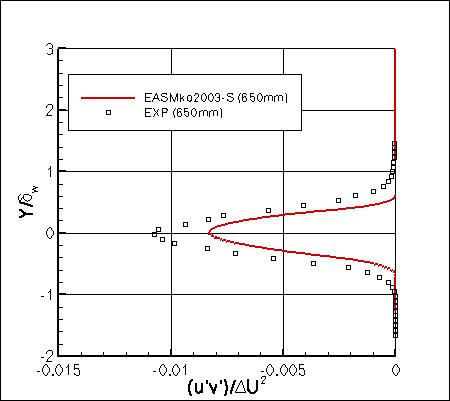 3
2
1
0
-1
-2
Y/δw
EASMko2003-S (650mm)
EXP (650mm)
-0.015 -0.01 -0.005 0
(u'v')/ΔU²